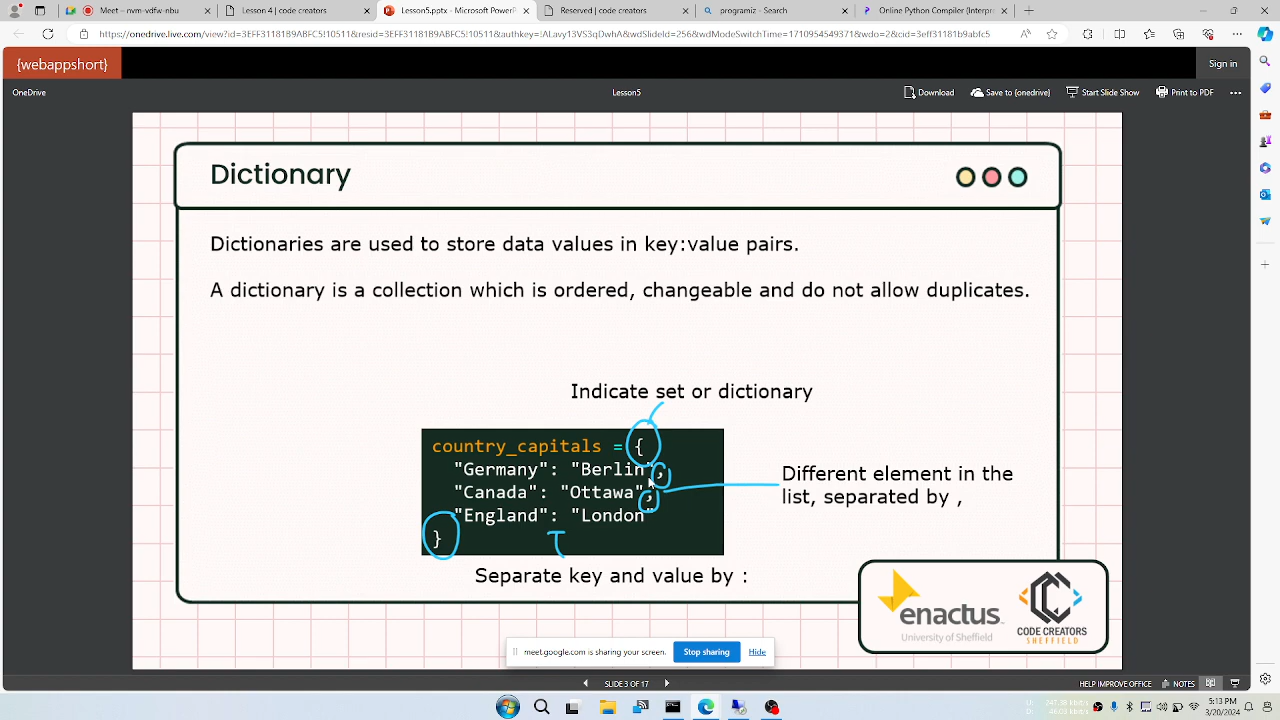 Meet – nwm-vdfw-bu
Lesson 4 | code creators
Lesson5.pptx - Microsoft PowerP
Reserved | code creators
programiz - Search
Online Python Compiler (Interpre
{webappshort}
Sign in
OneDrive
Lesson5
Download
Save to {onedrive}
Start Slide Show
Print to PDF
Dictionary
Dictionaries are used to store data values in key:value pairs.
A dictionary is a collection which is ordered, changeable and do not allow duplicates.
Indicate set or dictionary
country_capitals = {
"Germany": "Berlin",
"Canada": "Ottawa",
"England": "London"
}
Different element in the
list, separated by ,
Separate key and value by :
enactus
University of Sheffield
CODE CREATORS
SHEFFIELD
meet.google.com is sharing your screen.
Stop sharing
Hide
SLIDE 3 OF 17
HELP IMPROVE OFFICE
NOTES
5:13 PM
3/20/2024